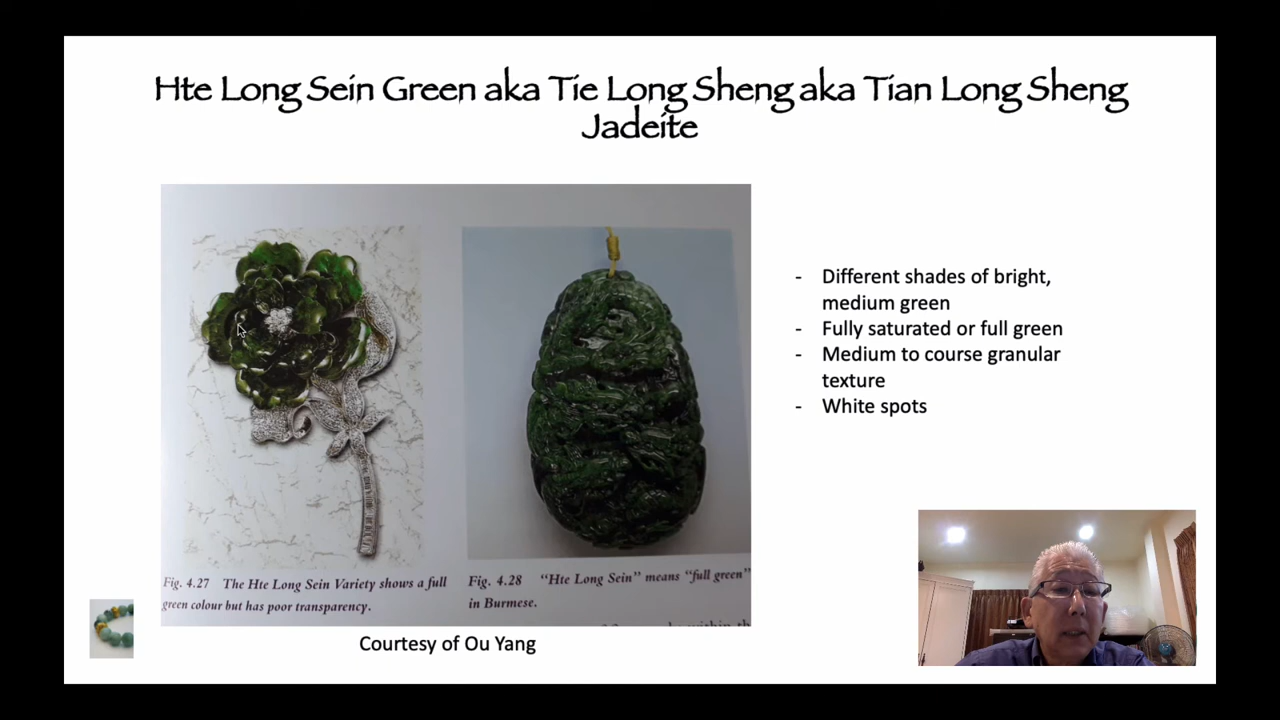 Hte Long Sein Green aka Tie Long Sheng aka Tian Long Sheng
Jadeite
- Different shades of bright,
medium green
- Fully saturated or full green
- Medium to course granular
texture
- White spots
Fig. 4.27 The Hte Long Sein Variety shows a full
green colour but has poor transparency.
Fig. 4.28 “Hte Long Sein” means “full green”
in Burmese.
Courtesy of Ou Yang